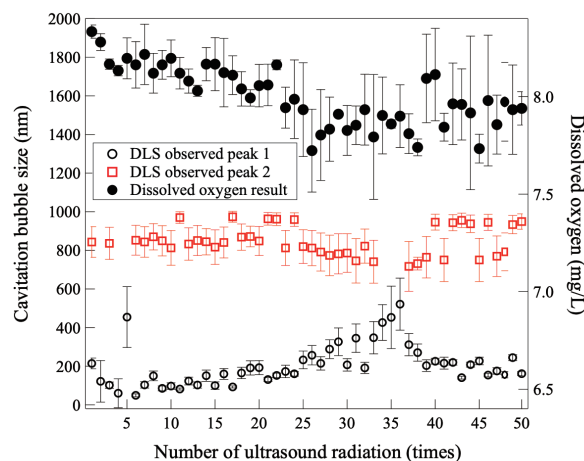 2000
1800
1600
1400
1200
1000
800
600
400
200
0
Cavitation bubble size (nm)
DLS observed peak 1
DLS observed peak 2
Dissolved oxygen result
8.0
7.5
7.0
6.5
Dissolved oxygen (mg/L)
5 10 15 20 25 30 35 40 45 50
Number of ultrasound radiation (times)